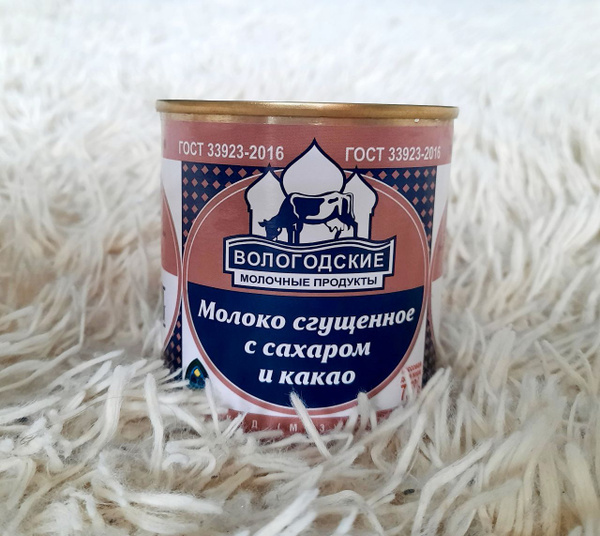 ГОСТ 33923-2016 ГОСТ 33923-2016
ВОЛОГОДСКИЕ
МОЛОЧНЫЕ ПРОДУКТЫ
Молоко сгущенное
с сахаром
и какао